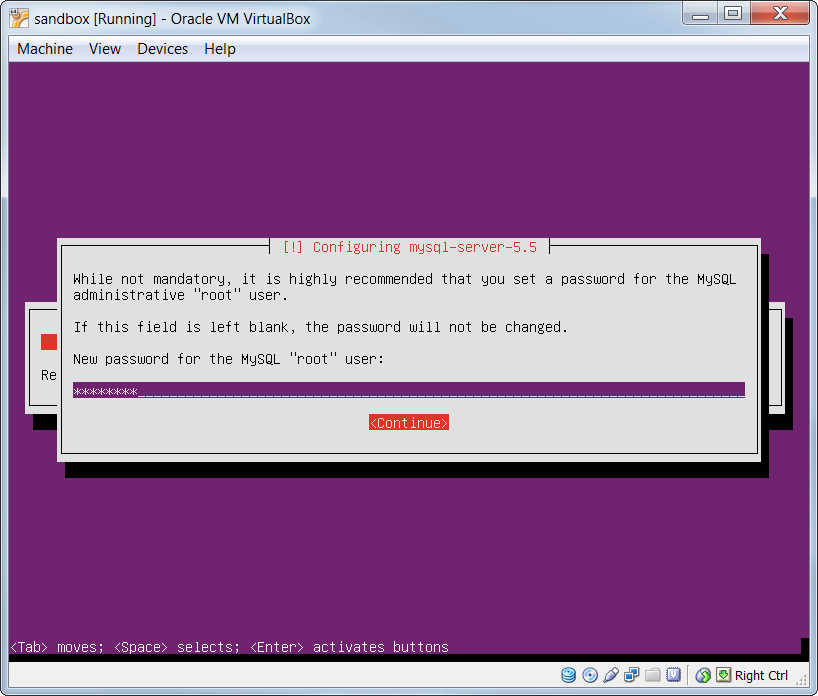 sandbox [Running] - Oracle VM VirtualBox
Machine View Devices Help
[!] Configuring mysql-server-5.5
While not mandatory, it is highly recommended that you set a password for the MySQL
administrative "root" user.
If this field is left blank, the password will not be changed.
New password for the MySQL "root" user:
********
<Continue>
Re
<Tab> moves; <Space> selects; <Enter> activates buttons
Right Ctrl